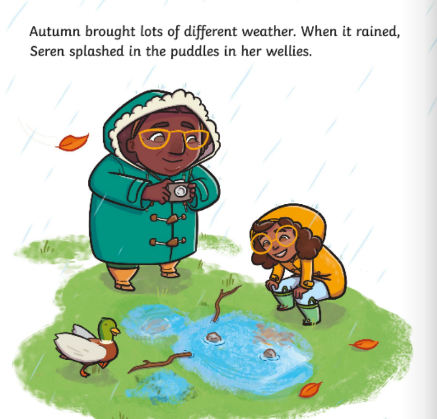 Autumn brought lots of different weather. When it rained,
Seren splashed in the puddles in her wellies.